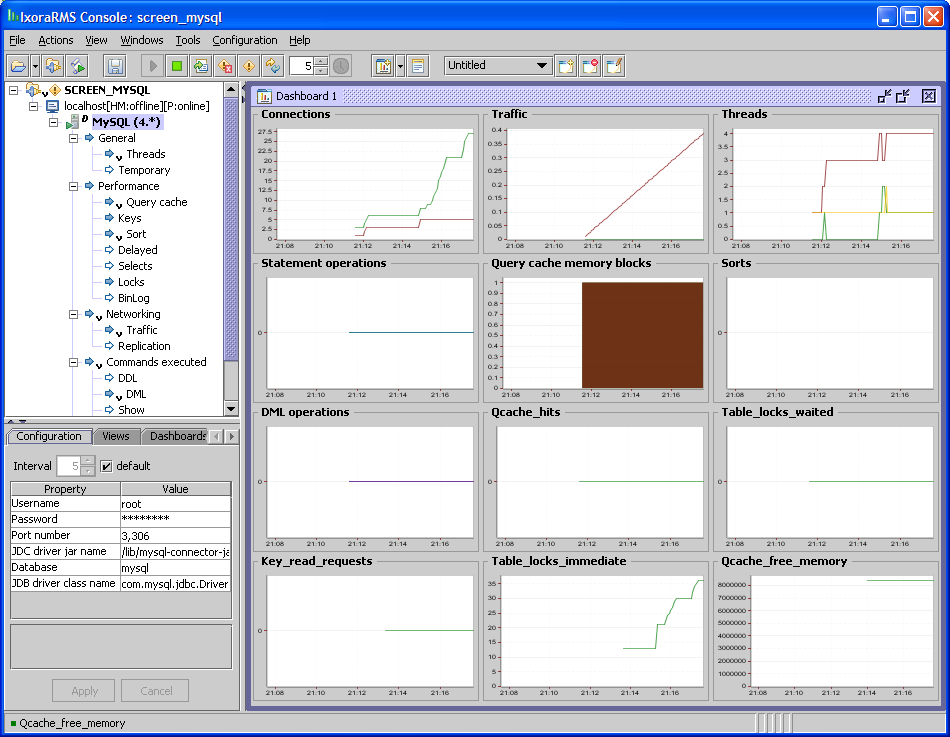 IxoraRMS Console: screen_mysql
File Actions View Windows Tools Configuration Help
5 Untitled
SCREEN_MYSQL
localhost[HM:offline][P:online]
MySQL (4.*)
General
Threads
Temporary
Performance
Query cache
Keys
Sort
Delayed
Selects
Locks
BinLog
Networking
Traffic
Replication
Commands executed
DDL
DML
Show
Configuration Views Dashboards
Interval 5 default
Property Value
Username root
Password ********
Port number 3,306
JDC driver jar name /lib/mysql-connector-ja
Database mysql
JDB driver class name com.mysql.jdbc.Driver
Apply Cancel
Dashboard 1
Connections
27.5
25
22.5
20
17.5
15
12.5
10
7.5
5
2.5
0
21:08 21:10 21:12 21:14 21:16
Traffic
0.4
0.35
0.3
0.25
0.2
0.15
0.1
0.05
0
21:08 21:10 21:12 21:14 21:16
Threads
4
3.5
3
2.5
2
1.5
1
0.5
0
21:08 21:10 21:12 21:14 21:16
Statement operations
0
21:08 21:10 21:12 21:14 21:16
Query cache memory blocks
1
0.9
0.8
0.7
0.6
0.5
0.4
0.3
0.2
0.1
0
21:08 21:10 21:12 21:14 21:16
Sorts
0
21:08 21:10 21:12 21:14 21:16
DML operations
0
21:08 21:10 21:12 21:14 21:16
Qcache_hits
0
21:08 21:10 21:12 21:14 21:16
Table_locks_waited
0
21:08 21:10 21:12 21:14 21:16
Key_read_requests
0
21:08 21:10 21:12 21:14 21:16
Table_locks_immediate
35
30
25
20
15
10
5
0
21:08 21:10 21:12 21:14 21:16
Qcache_free_memory
8000000
7000000
6000000
5000000
4000000
3000000
2000000
1000000
0
21:08 21:10 21:12 21:14 21:16
Qcache_free_memory